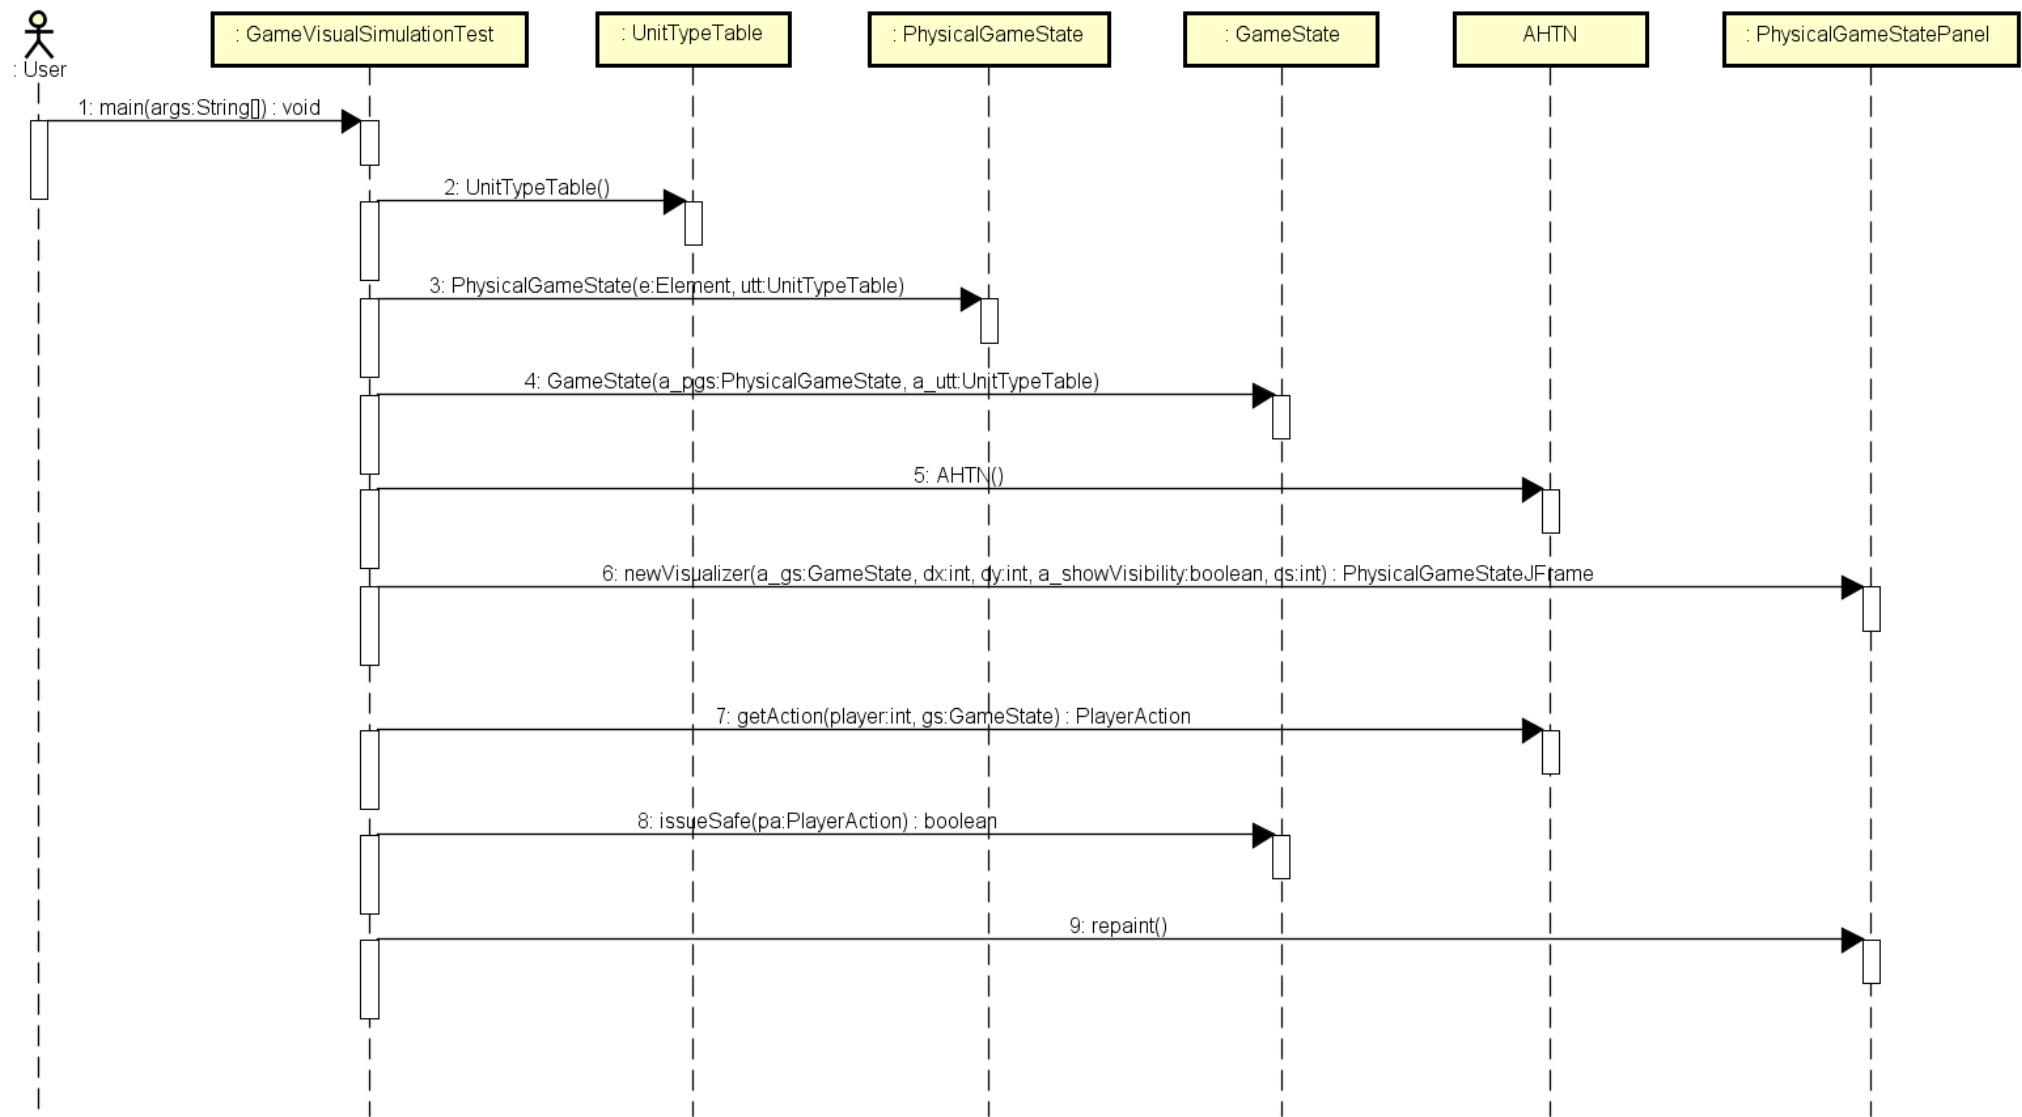 : User
: GameVisualSimulationTest
: UnitTypeTable
: PhysicalGameState
: GameState
AHTN
: PhysicalGameStatePanel
1: main(args:String[]) : void
2: UnitTypeTable()
3: PhysicalGameState(e:Element, utt:UnitTypeTable)
4: GameState(a_pgs:PhysicalGameState, a_utt:UnitTypeTable)
5: AHTN()
6: newVisualizer(a_gs:GameState, dx:int, dy:int, a_showVisibility:boolean, cs:int) : PhysicalGameStateJFrame
7: getAction(player:int, gs:GameState) : PlayerAction
8: issueSafe(pa:PlayerAction) : boolean
9: repaint()